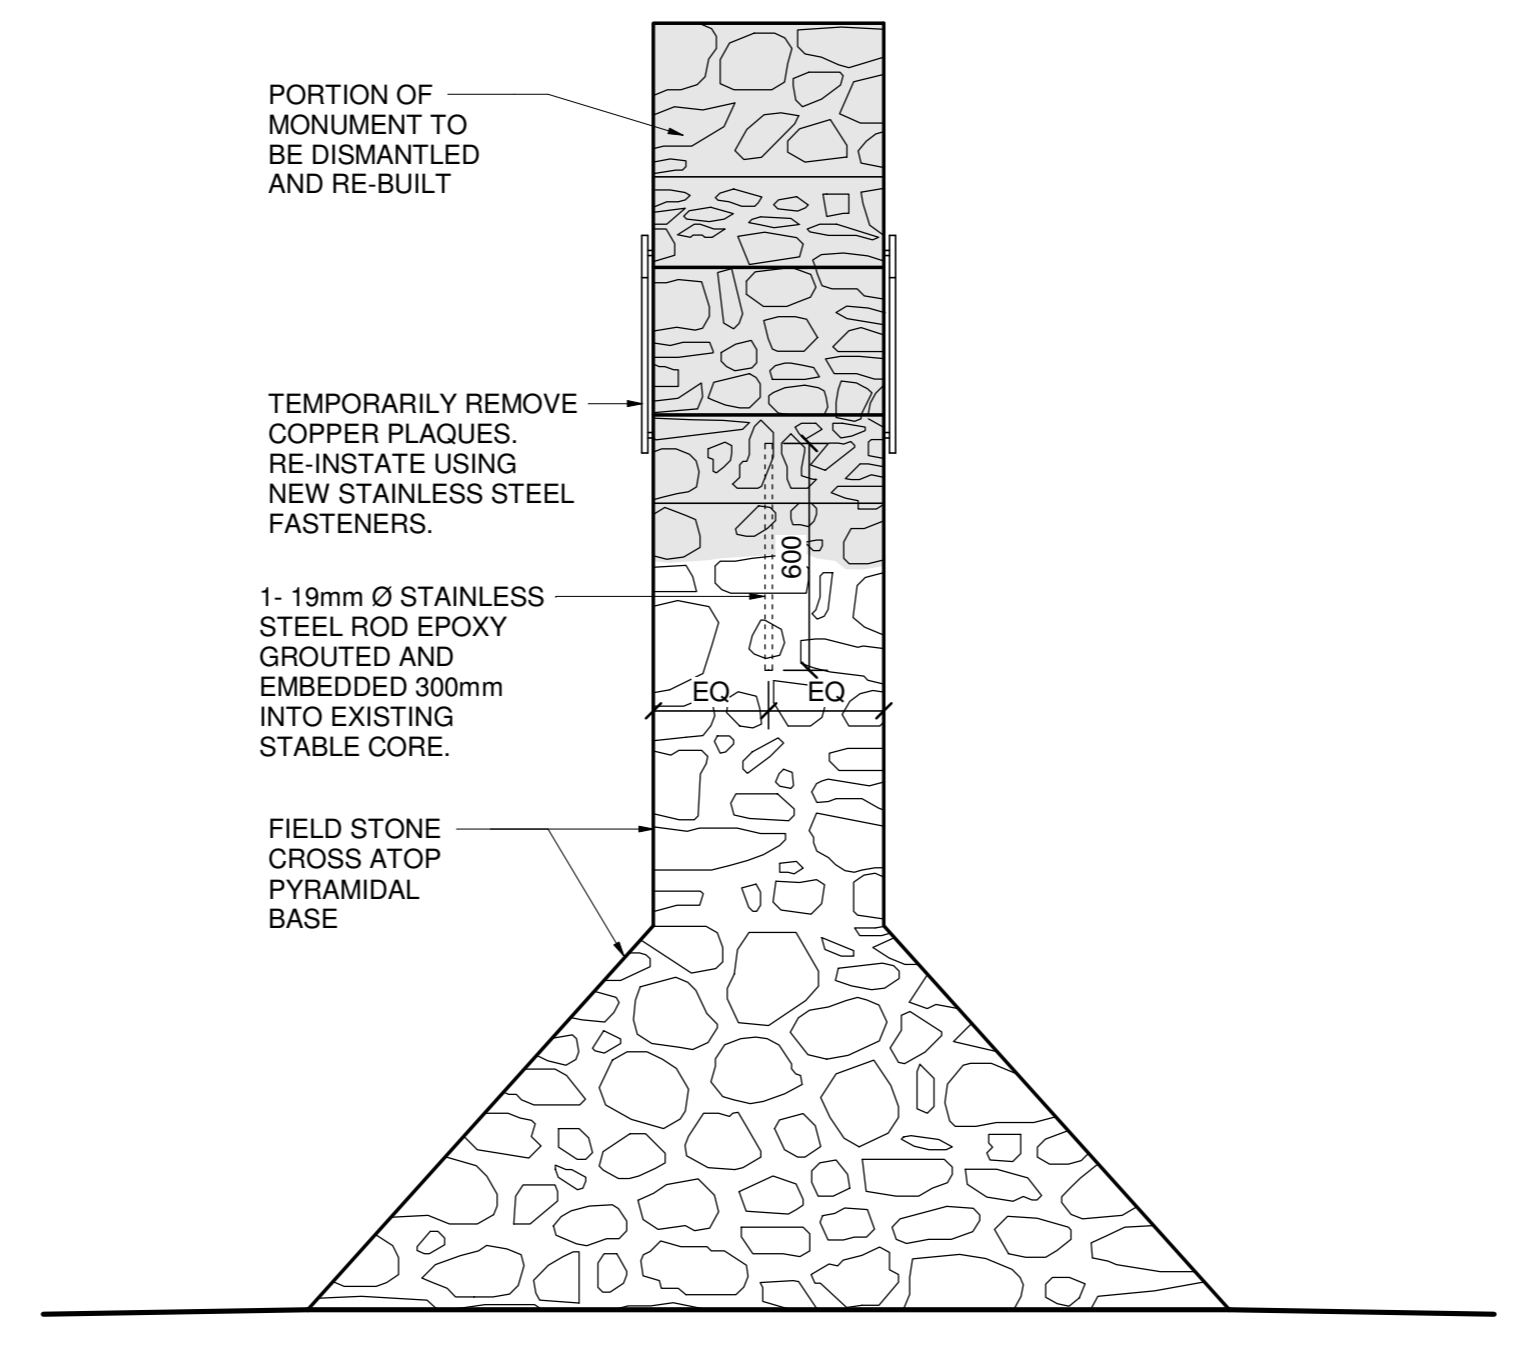 PORTION OF
MONUMENT TO
BE DISMANTLED
AND RE-BUILT
TEMPORARILY REMOVE
COPPER PLAQUES.
RE-INSTATE USING
NEW STAINLESS STEEL
FASTENERS.
600
1- 19mm Ø STAINLESS
STEEL ROD EPOXY
GROUTED AND
EMBEDDED 300mm
INTO EXISTING
STABLE CORE.
EQ EQ
FIELD STONE
CROSS ATOP
PYRAMIDAL
BASE